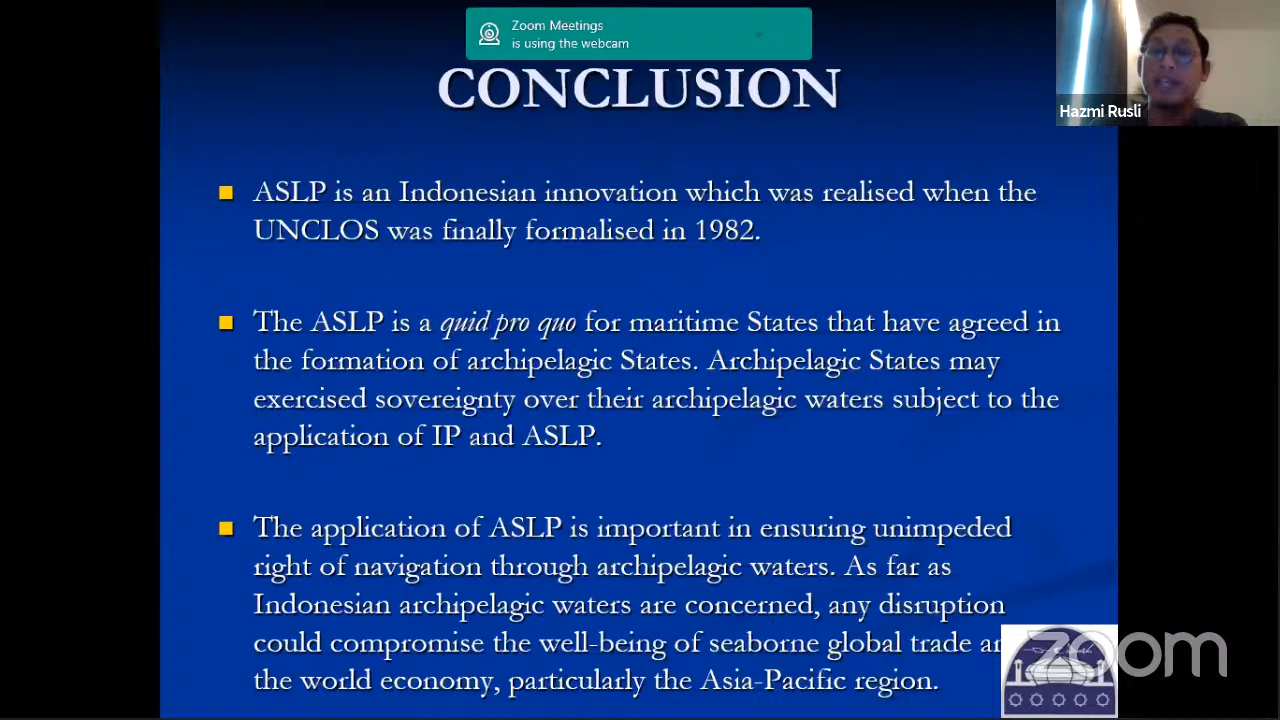 Zoom Meetings
is using the webcam
CONCLUSION
Hazmi Rusli
ASLP is an Indonesian innovation which was realised when the
UNCLOS was finally formalised in 1982.
The ASLP is a quid pro quo for maritime States that have agreed in
the formation of archipelagic States. Archipelagic States may
exercised sovereignty over their archipelagic waters subject to the
application of IP and ASLP.
The application of ASLP is important in ensuring unimpeded
right of navigation through archipelagic waters. As far as
Indonesian archipelagic waters are concerned, any disruption
could compromise the well-being of seaborne global trade
the world economy, particularly the Asia-Pacific region.
zoom